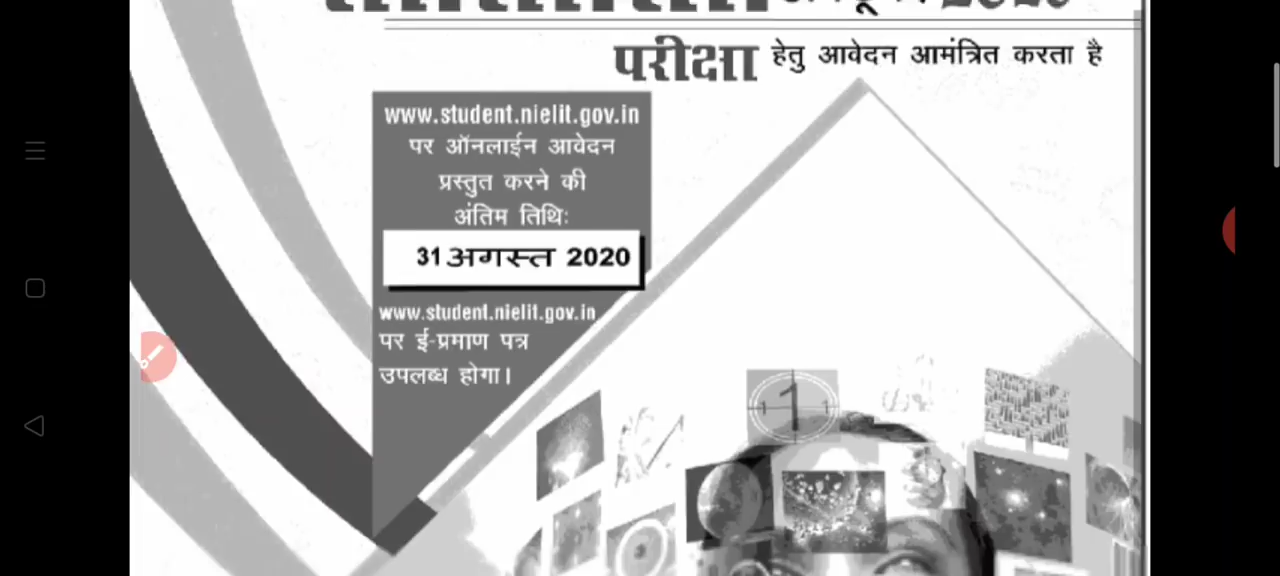 परीक्षा हेतु आवेदन आमंत्रित करता है
www.student.nielit.gov.in
पर ऑनलाईन आवेदन
प्रस्तुत करने की
अंतिम तिथि:
31 अगस्त 2020
www.student.nielit.gov.in
पर ई-प्रमाण पत्र
उपलब्ध होगा।
1